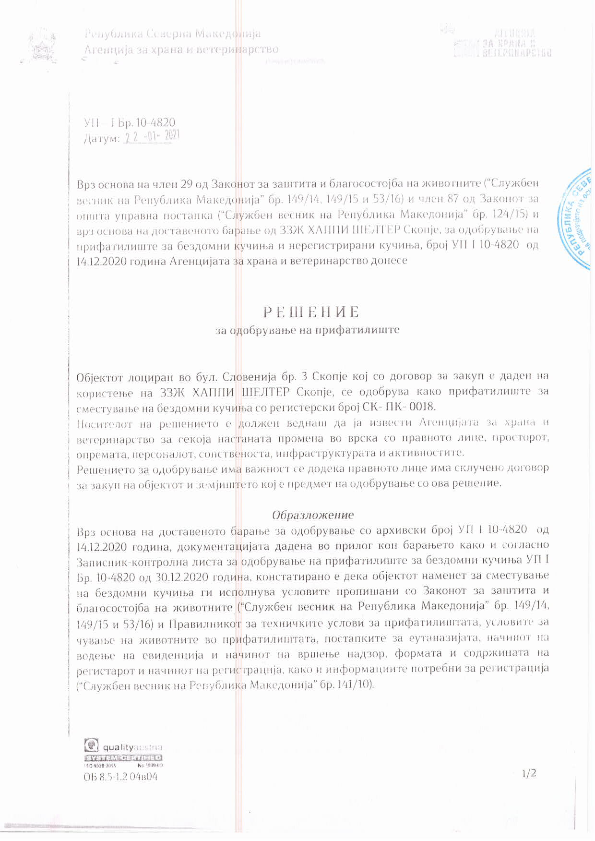 Република Северна Македонија
Агенција за храна и ветеринарство
АГЕНЦИЈА
ЗА ХРАНА И
ВЕТЕРИНАРСТВО
УП - I Бр. 10-4820
Датум: 22 -01- 2021
Врз основа на член 29 од Законот за заштита и благосостојба на животните (“Службен
весник на Република Македонија” бр. 149/14, 149/15 и 53/16) и член 87 од Законот за
општа управна постапка (“Службен весник на Република Македонија” бр. 124/15) и
врз основа на доставеното барање од ЗЗЖ ХАППИ ШЕЛТЕР Скопје, за одобрување на
прифатилиште за бездомни кучиња и нерегистрирани кучиња, број УП I 10-4820 од
14.12.2020 година Агенцијата за храна и ветеринарство донесе
Р Е Ш Е Н И Е
за одобрување на прифатилиште
Објектот лоциран во бул. Словенија бр. 3 Скопје кој со договор за закуп е даден на
користење на ЗЗЖ ХАППИ ШЕЛТЕР Скопје, се одобрува како прифатилиште за
сместување на бездомни кучиња со регистерски број СК- ПК- 0018.
Носителот на решението е должен веднаш да ја извести Агенцијата за храна и
ветеринарство за секоја настаната промена во врска со правното лице, просторот,
опремата, персоналот, сопственоста, инфраструктурата и активностите.
Решението за одобрување има важност се додека правното лице има склучено договор
за закуп на објектот и земјиштето кој е предмет на одобрување со ова решение.
Образложение
Врз основа на доставеното барање за одобрување со архивски број УП I 10-4820 од
14.12.2020 година, документацијата дадена во прилог кон барањето како и согласно
Записник-контролна листа за одобрување на прифатилиште за бездомни кучиња УП I
Бр. 10-4820 од 30.12.2020 година, констатирано е дека објектот наменет за сместување
на бездомни кучиња ги исполнува условите пропишани со Законот за заштита и
благосостојба на животните (“Службен весник на Република Македонија” бр. 149/14,
149/15 и 53/16) и Правилникот за техничките услови за прифатилиштата, условите за
чување на животните во прифатилиштата, постапките за еутаназијата, начинот на
водење на евиденција и начинот на вршење надзор, формата и содржината на
регистарот и начинот на регистрација, како и информациите потребни за регистрација
(“Службен весник на Република Македонија” бр. 141/10).
qualityaustria
SYSTEM CERTIFIED
ОБ 8.5-1.2 04в04
1/2